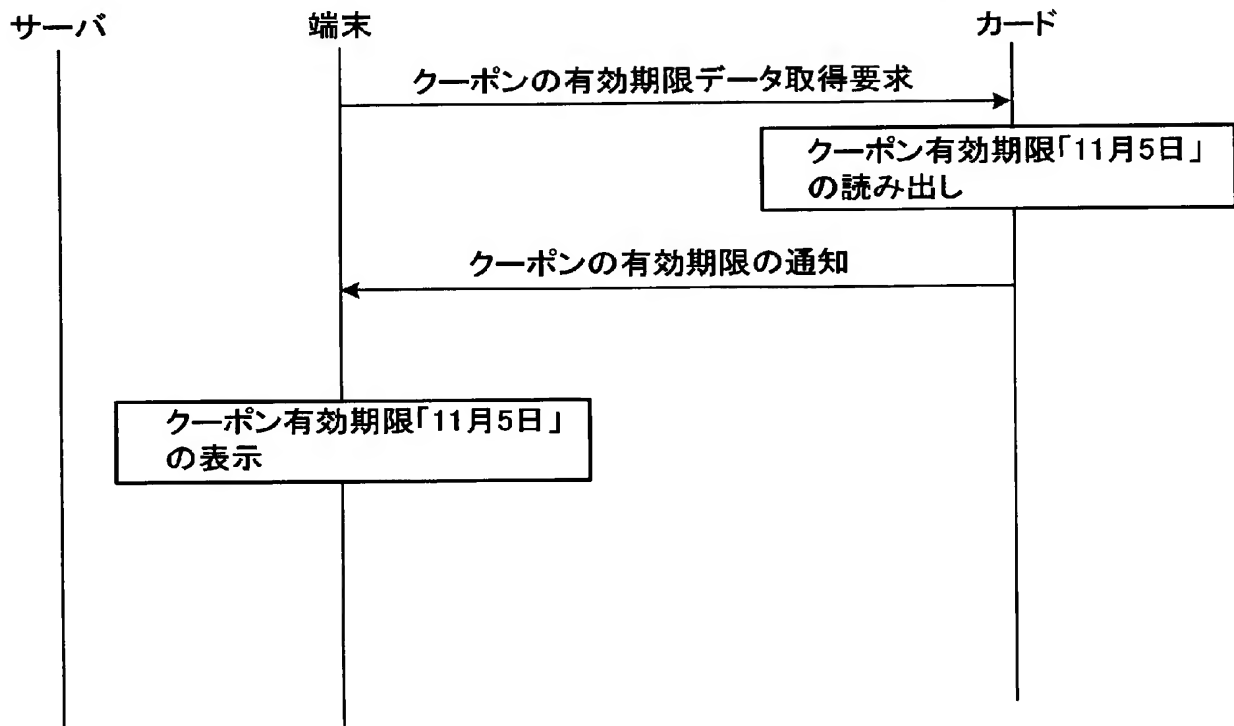 サーバ
端末
カード
クーポンの有効期限データ取得要求
クーポン有効期限「11月5日」
の読み出し
クーポンの有効期限の通知
クーポン有効期限「11月5日」
の表示